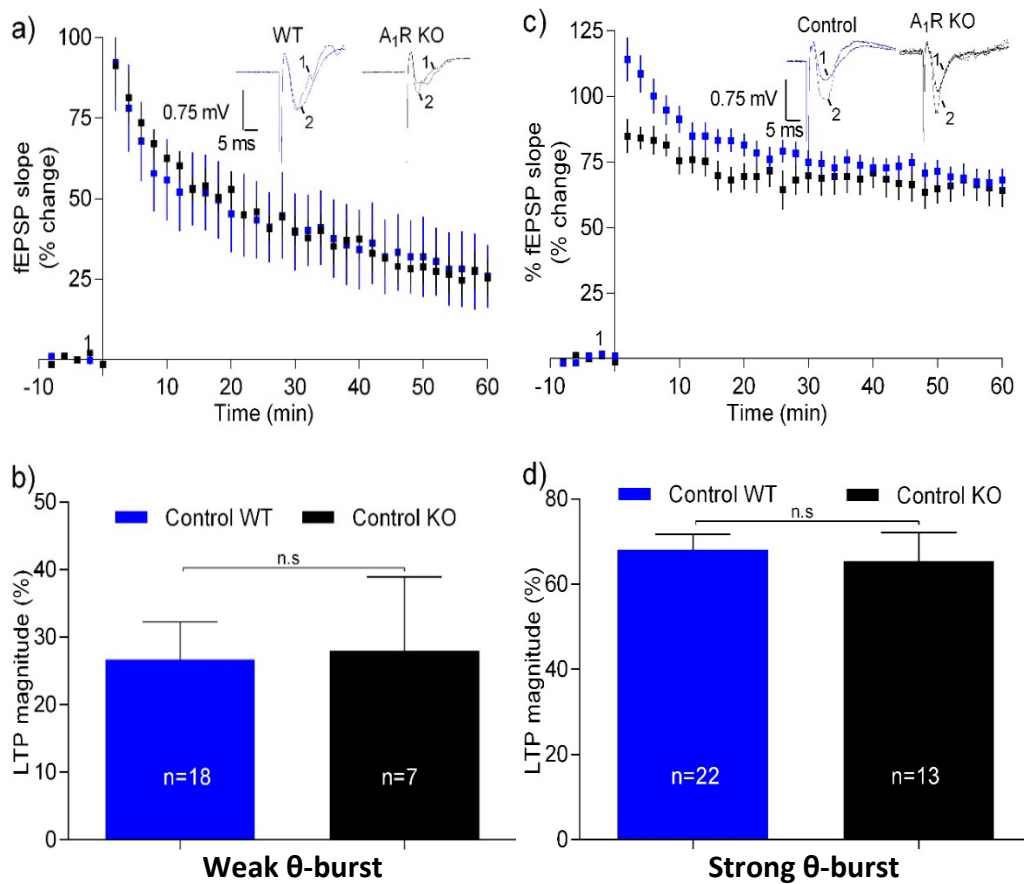 a)
WT
A₁R KO
1
2
1
2
0.75 mV
5 ms
100
75
50
25
fEPSP slope
(% change)
1
-10
10
20
30
40
50
60
Time (min)
c)
Control
A₁R KO
1
2
1
2
0.75 mV
5 ms
125
100
75
50
25
% fEPSP slope
(% change)
1
-10
10
20
30
40
50
60
Time (min)
b)
Control WT
Control KO
n.s
50
40
30
20
10
0
LTP magnitude (%)
n=18
n=7
Weak θ-burst
d)
Control WT
Control KO
n.s
80
60
40
20
0
LTP magnitude (%)
n=22
n=13
Strong θ-burst